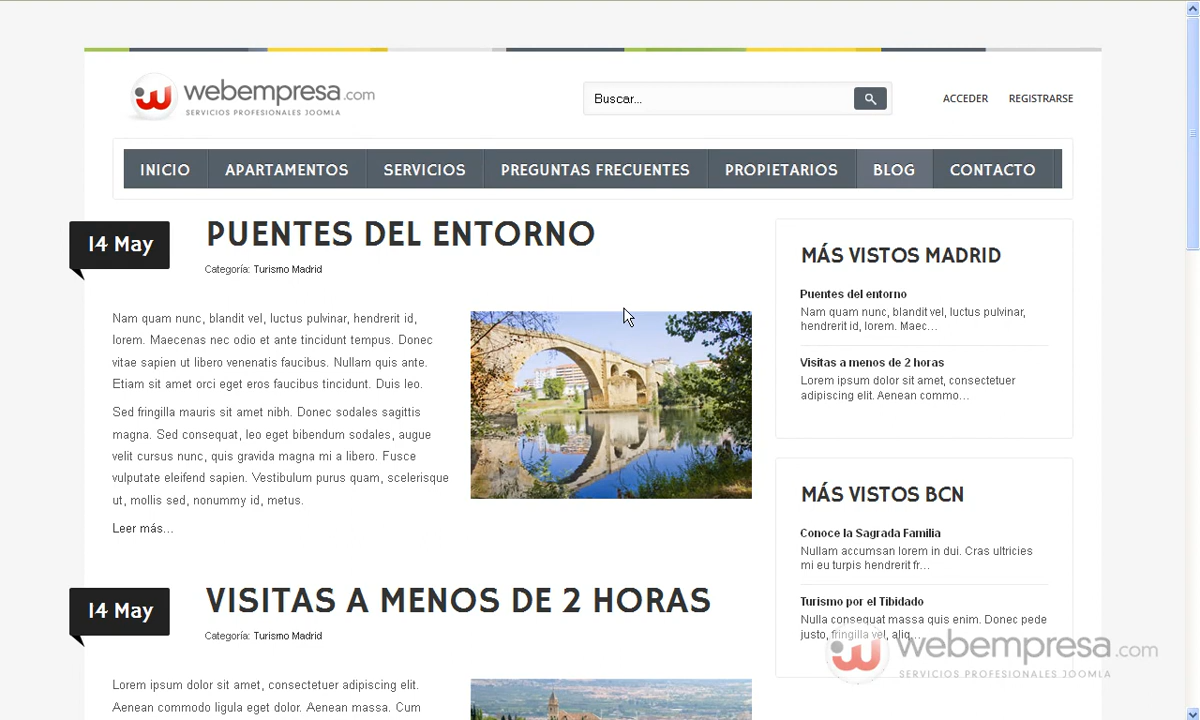 webempresa.com
SERVICIOS PROFESIONALES JOOMLA
Buscar...
ACCEDER REGISTRARSE
INICIO APARTAMENTOS SERVICIOS PREGUNTAS FRECUENTES PROPIETARIOS BLOG CONTACTO
14 May
PUENTES DEL ENTORNO
Categoría: Turismo Madrid
Nam quam nunc, blandit vel, luctus pulvinar, hendrerit id,
lorem. Maecenas nec odio et ante tincidunt tempus. Donec
vitae sapien ut libero venenatis faucibus. Nullam quis ante.
Etiam sit amet orci eget eros faucibus tincidunt. Duis leo.
Sed fringilla mauris sit amet nibh. Donec sodales sagittis
magna. Sed consequat, leo eget bibendum sodales, augue
velit cursus nunc, quis gravida magna mi a libero. Fusce
vulputate eleifend sapien. Vestibulum purus quam, scelerisque
ut, mollis sed, nonummy id, metus.
Leer más...
14 May
VISITAS A MENOS DE 2 HORAS
Categoría: Turismo Madrid
Lorem ipsum dolor sit amet, consectetuer adipiscing elit.
Aenean commodo ligula eget dolor. Aenean massa. Cum
MÁS VISTOS MADRID
Puentes del entorno
Nam quam nunc, blandit vel, luctus pulvinar,
hendrerit id, lorem. Maec...
Visitas a menos de 2 horas
Lorem ipsum dolor sit amet, consectetuer
adipiscing elit. Aenean commo...
MÁS VISTOS BCN
Conoce la Sagrada Familia
Nullam accumsan lorem in dui. Cras ultricies
mi eu turpis hendrerit fr...
Turismo por el Tibidado
Nulla consequat massa quis enim. Donec pede
justo, fringilla vel, aliq...
webempresa.com
SERVICIOS PROFESIONALES JOOMLA